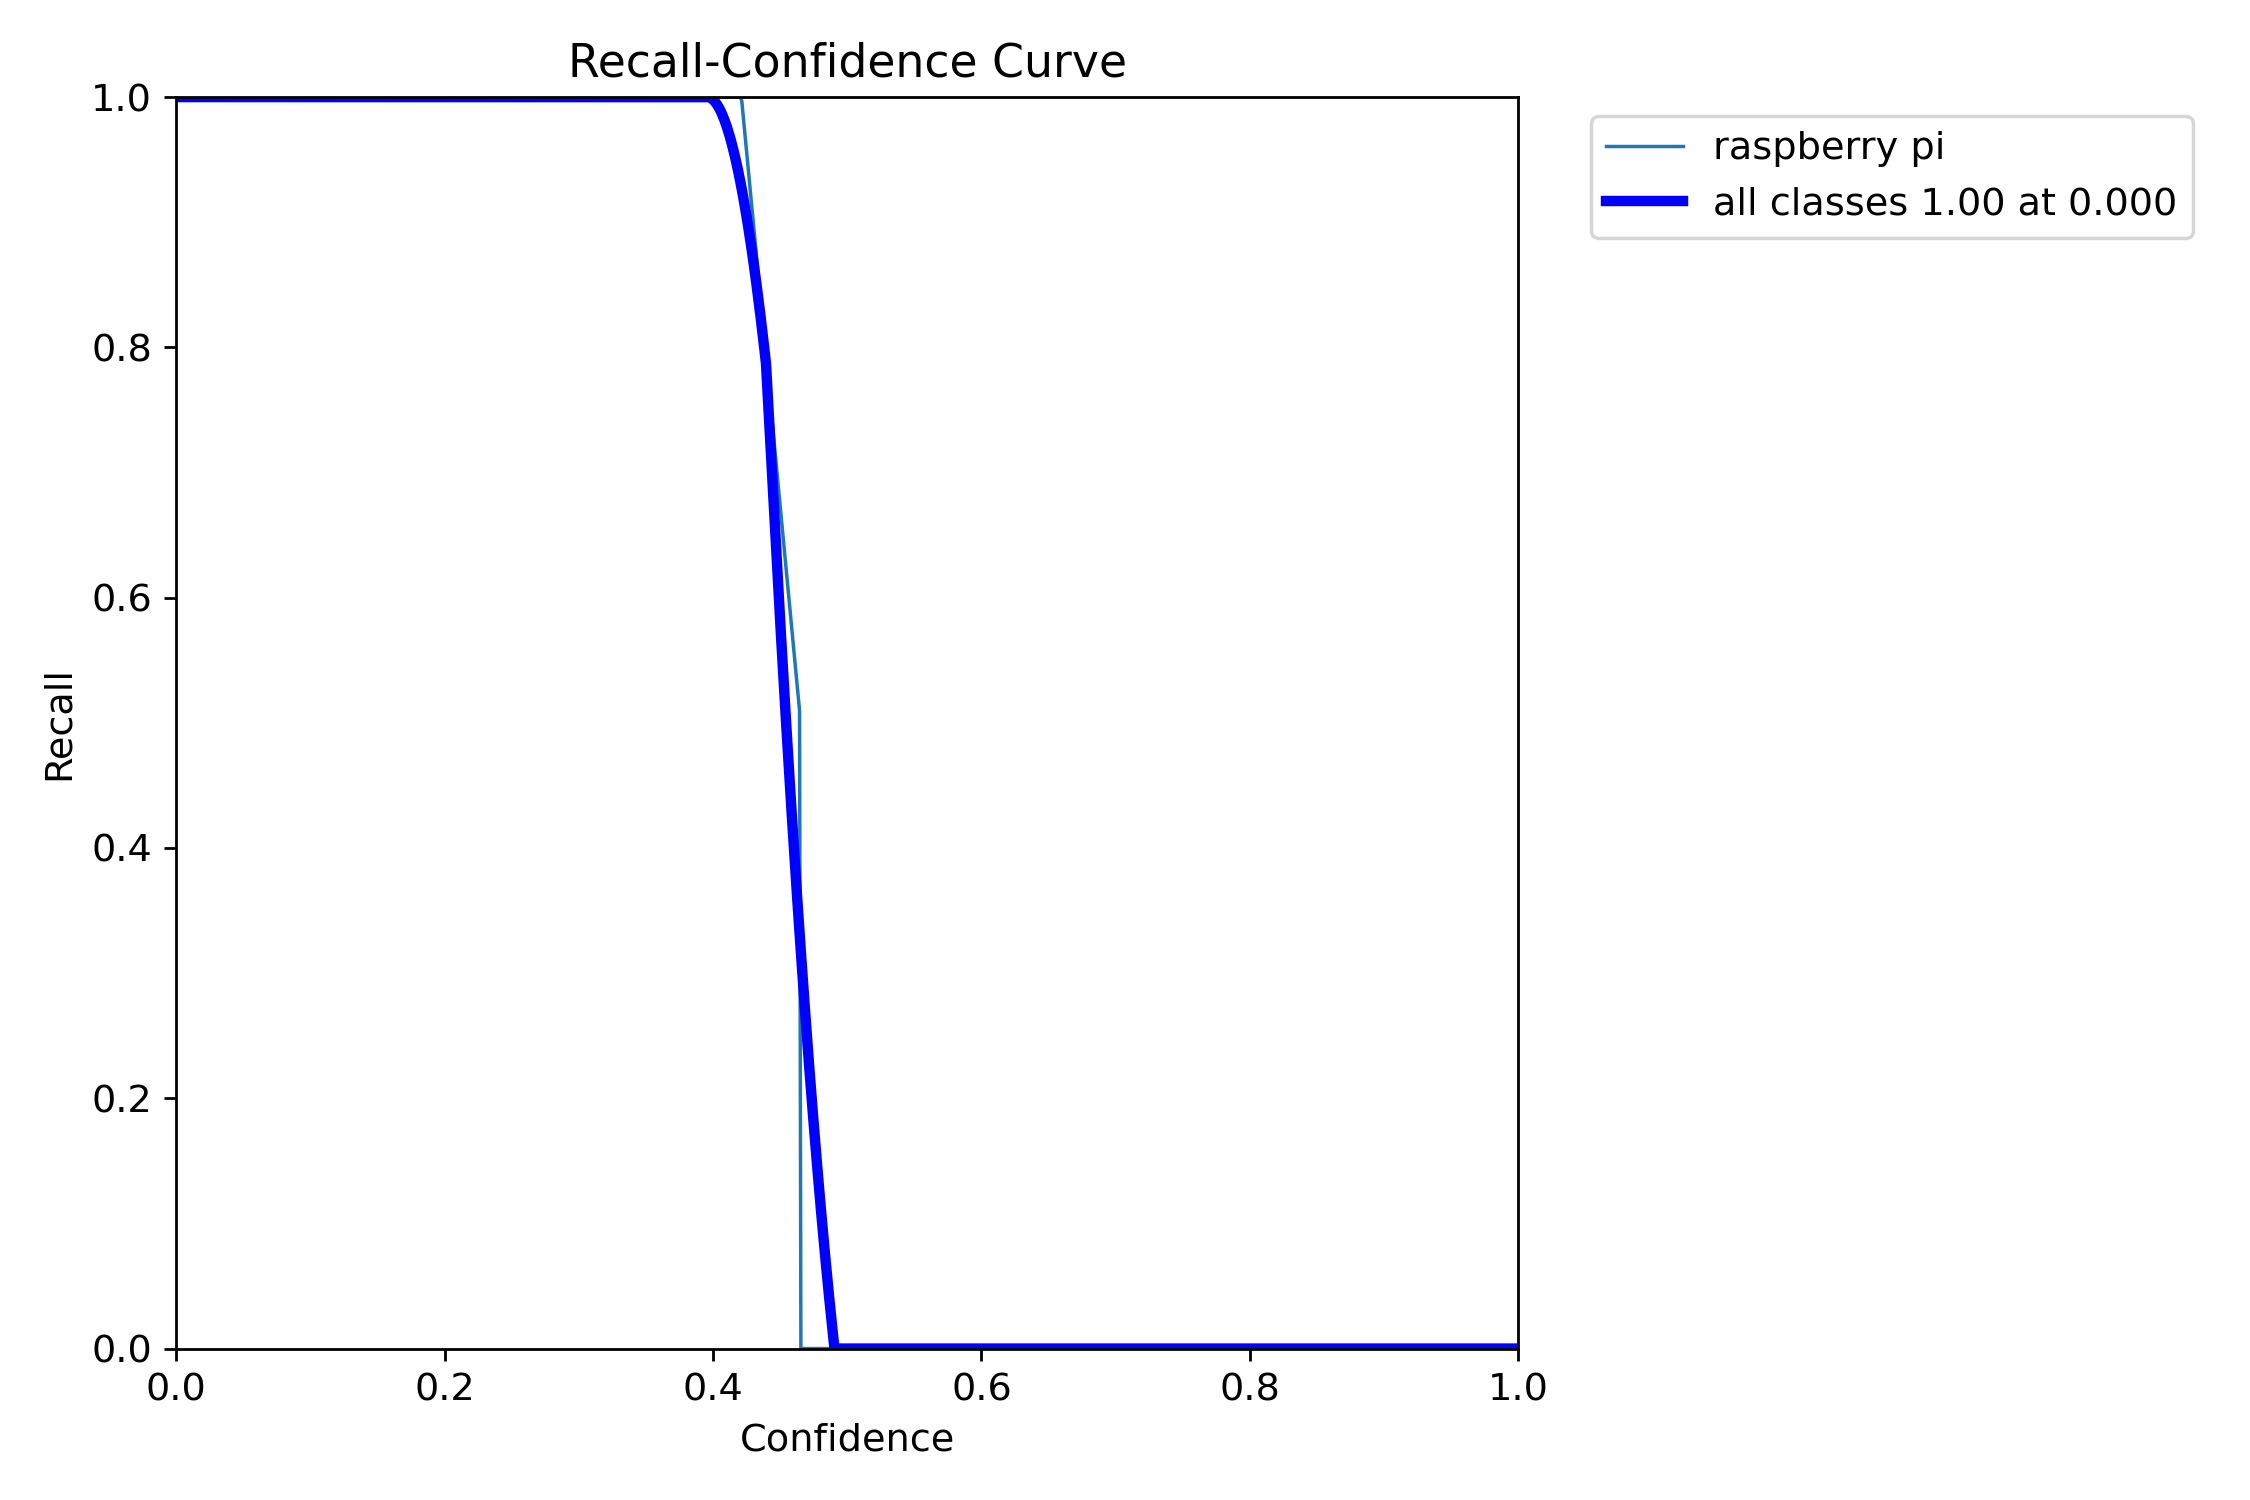 Recall-Confidence Curve
1.0
0.8
0.6
0.4
0.2
0.0
Recall
0.0 0.2 0.4 0.6 0.8 1.0
Confidence
raspberry pi
all classes 1.00 at 0.000